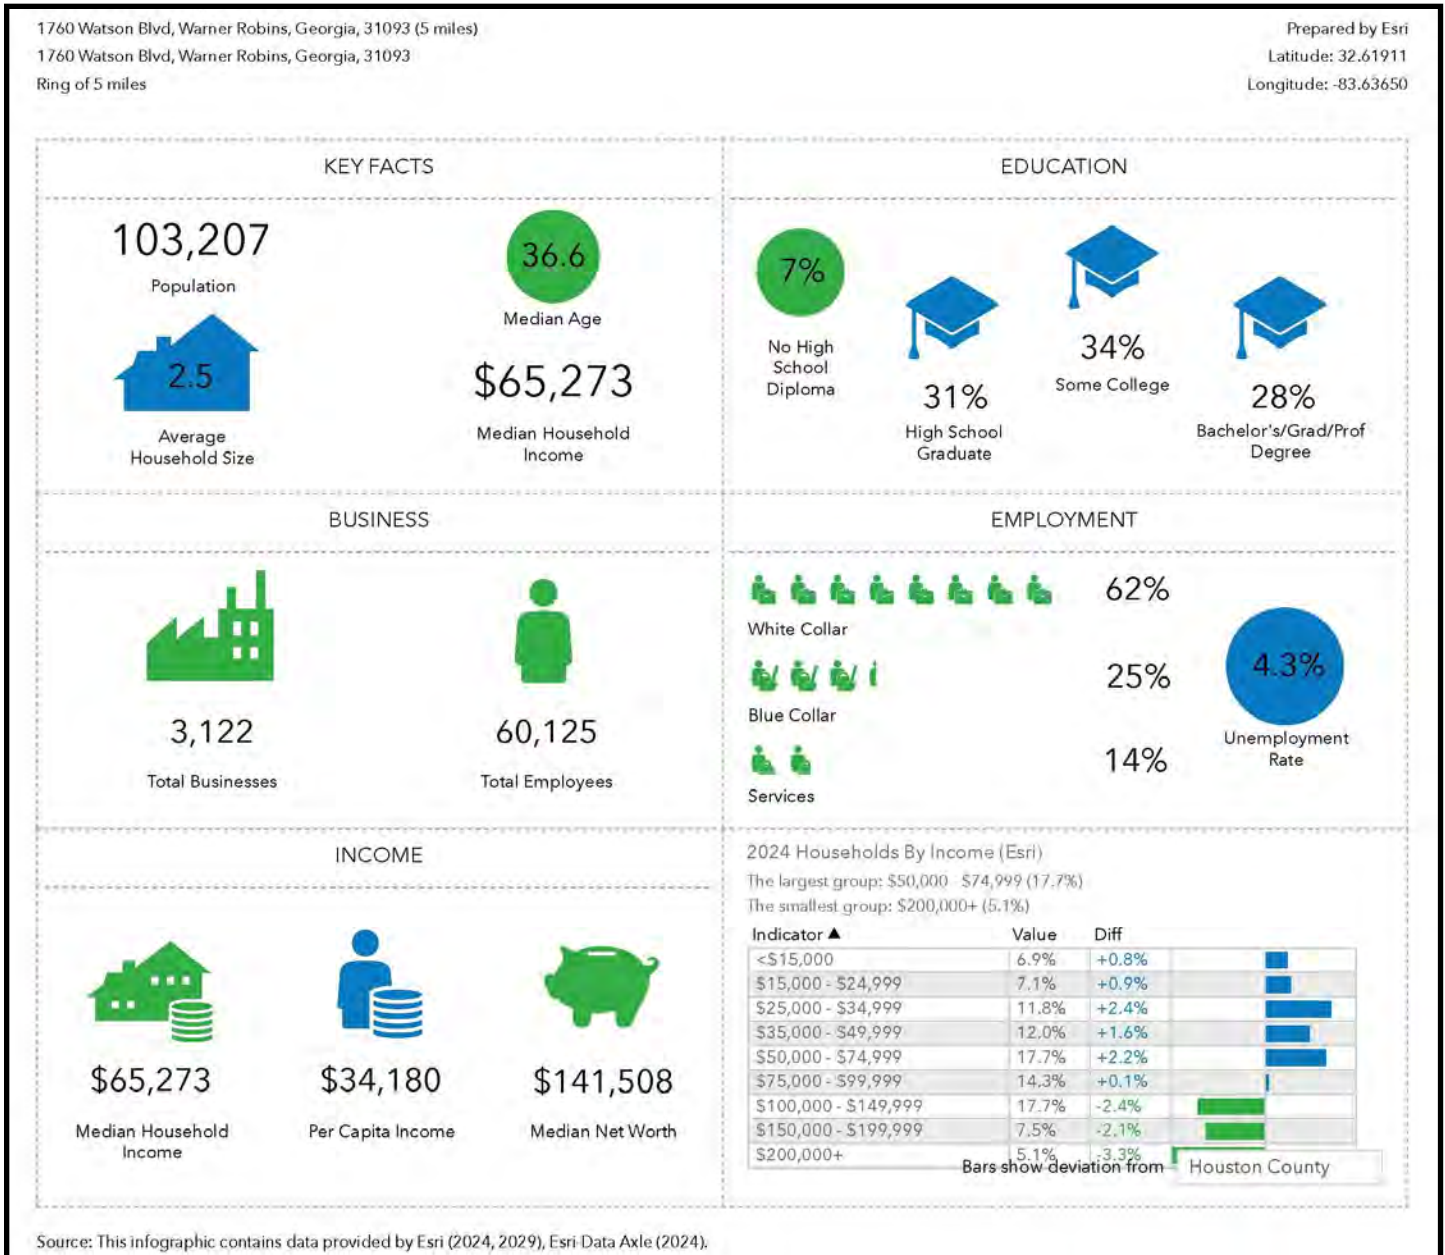 1760 Watson Blvd, Warner Robins, Georgia, 31093 (5 miles)
1760 Watson Blvd, Warner Robins, Georgia, 31093
Ring of 5 miles
Prepared by Esri
Latitude: 32.61911
Longitude: -83.63650
KEY FACTS
103,207
Population
36.6
Median Age
2.5
Average
Household Size
$65,273
Median Household
Income
EDUCATION
7%
No High
School
Diploma
31%
High School
Graduate
34%
Some College
28%
Bachelor's/Grad/Prof
Degree
BUSINESS
3,122
Total Businesses
60,125
Total Employees
EMPLOYMENT
62%
White Collar
25%
Blue Collar
14%
Services
4.3%
Unemployment
Rate
INCOME
$65,273
Median Household
Income
$34,180
Per Capita Income
$141,508
Median Net Worth
2024 Households By Income (Esri)
The largest group: $50,000 - $74,999 (17.7%)
The smallest group: $200,000+ (5.1%)
Indicator ▲ Value Diff
<$15,000 6.9% +0.8%
$15,000 - $24,999 7.1% +0.9%
$25,000 - $34,999 11.8% +2.4%
$35,000 - $49,999 12.0% +1.6%
$50,000 - $74,999 17.7% +2.2%
$75,000 - $99,999 14.3% +0.1%
$100,000 - $149,999 17.7% -2.4%
$150,000 - $199,999 7.5% -2.1%
$200,000+ 5.1% -3.3%
Bars show deviation from Houston County
Source: This infographic contains data provided by Esri (2024, 2029), Esri-Data Axle (2024).